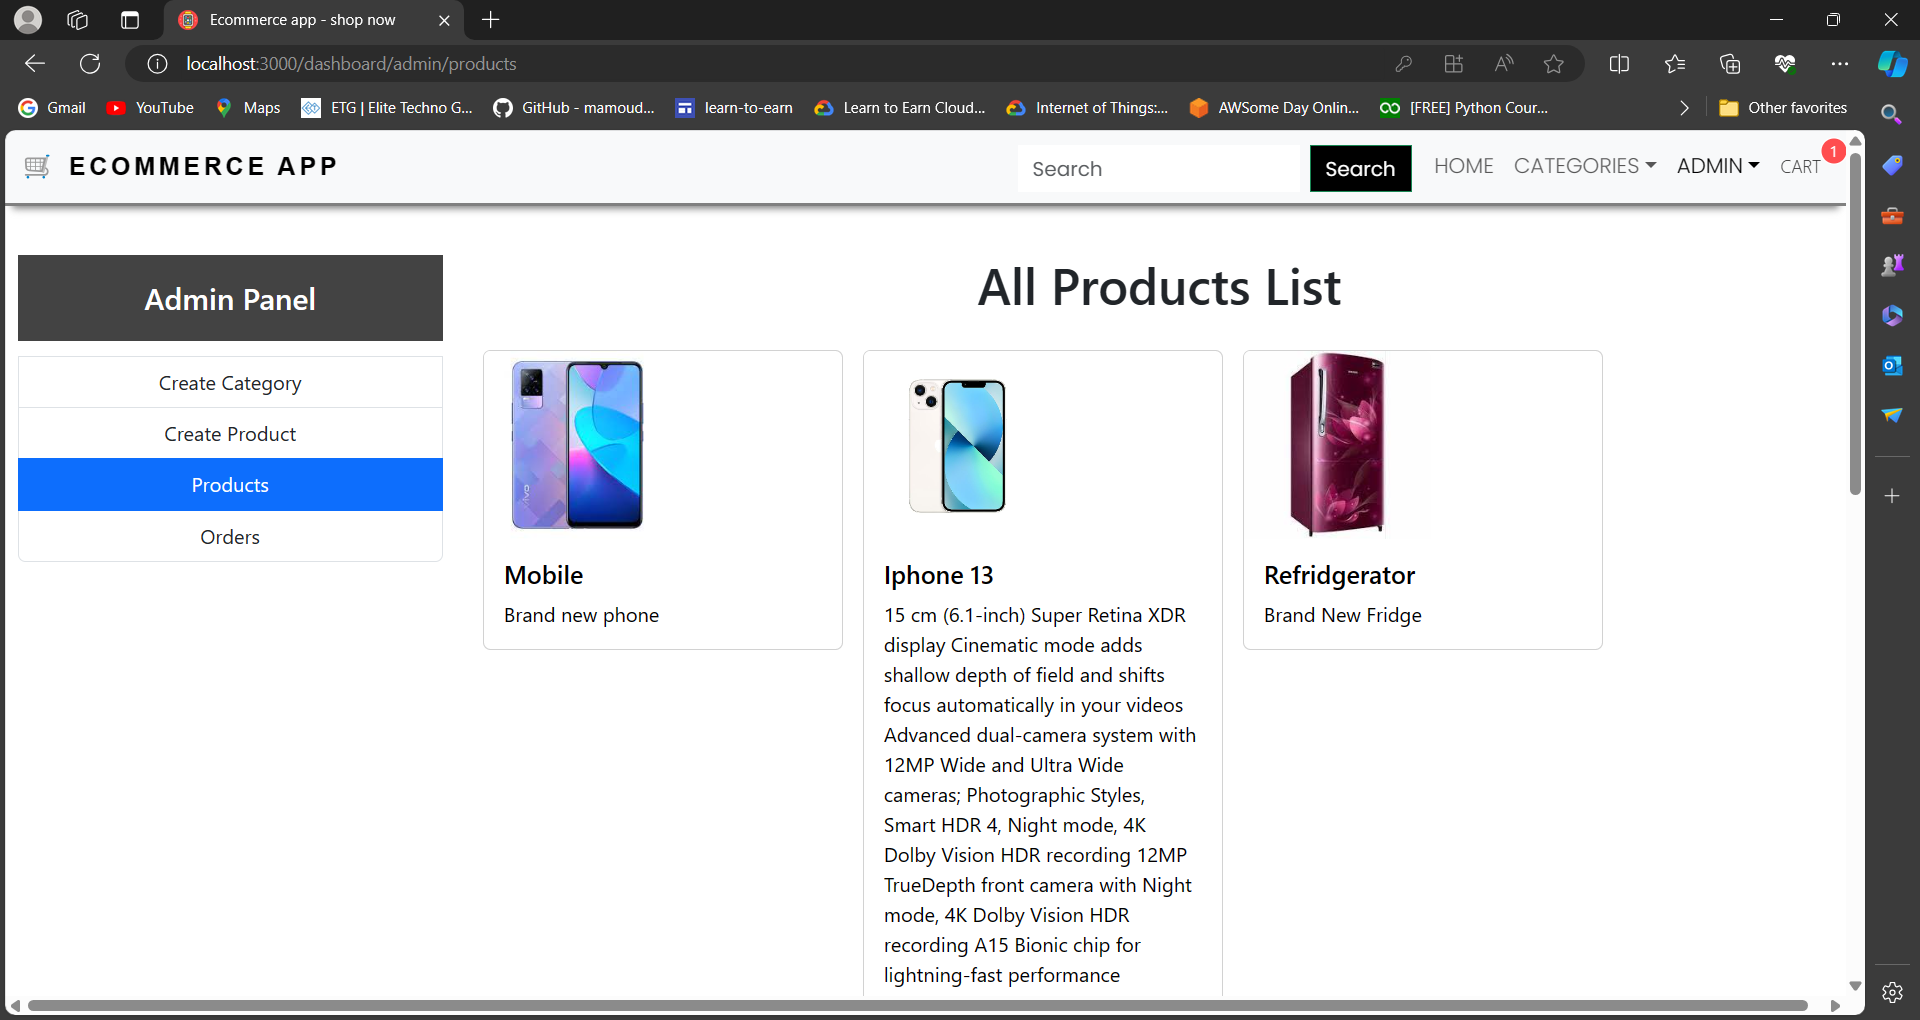 Ecommerce app - shop now
localhost:3000/dashboard/admin/products
Gmail
YouTube
Maps
ETG | Elite Techno G...
GitHub - mamoud...
learn-to-earn
Learn to Earn Cloud...
Internet of Things:...
AWSome Day Onlin...
[FREE] Python Cour...
Other favorites
ECOMMERCE APP
Search
Search
HOME
CATEGORIES
ADMIN
CART
1
Admin Panel
Create Category
Create Product
Products
Orders
All Products List
vivo
Mobile
Brand new phone
Iphone 13
15 cm (6.1-inch) Super Retina XDR
display Cinematic mode adds
shallow depth of field and shifts
focus automatically in your videos
Advanced dual-camera system with
12MP Wide and Ultra Wide
cameras; Photographic Styles,
Smart HDR 4, Night mode, 4K
Dolby Vision HDR recording 12MP
TrueDepth front camera with Night
mode, 4K Dolby Vision HDR
recording A15 Bionic chip for
lightning-fast performance
Refridgerator
Brand New Fridge